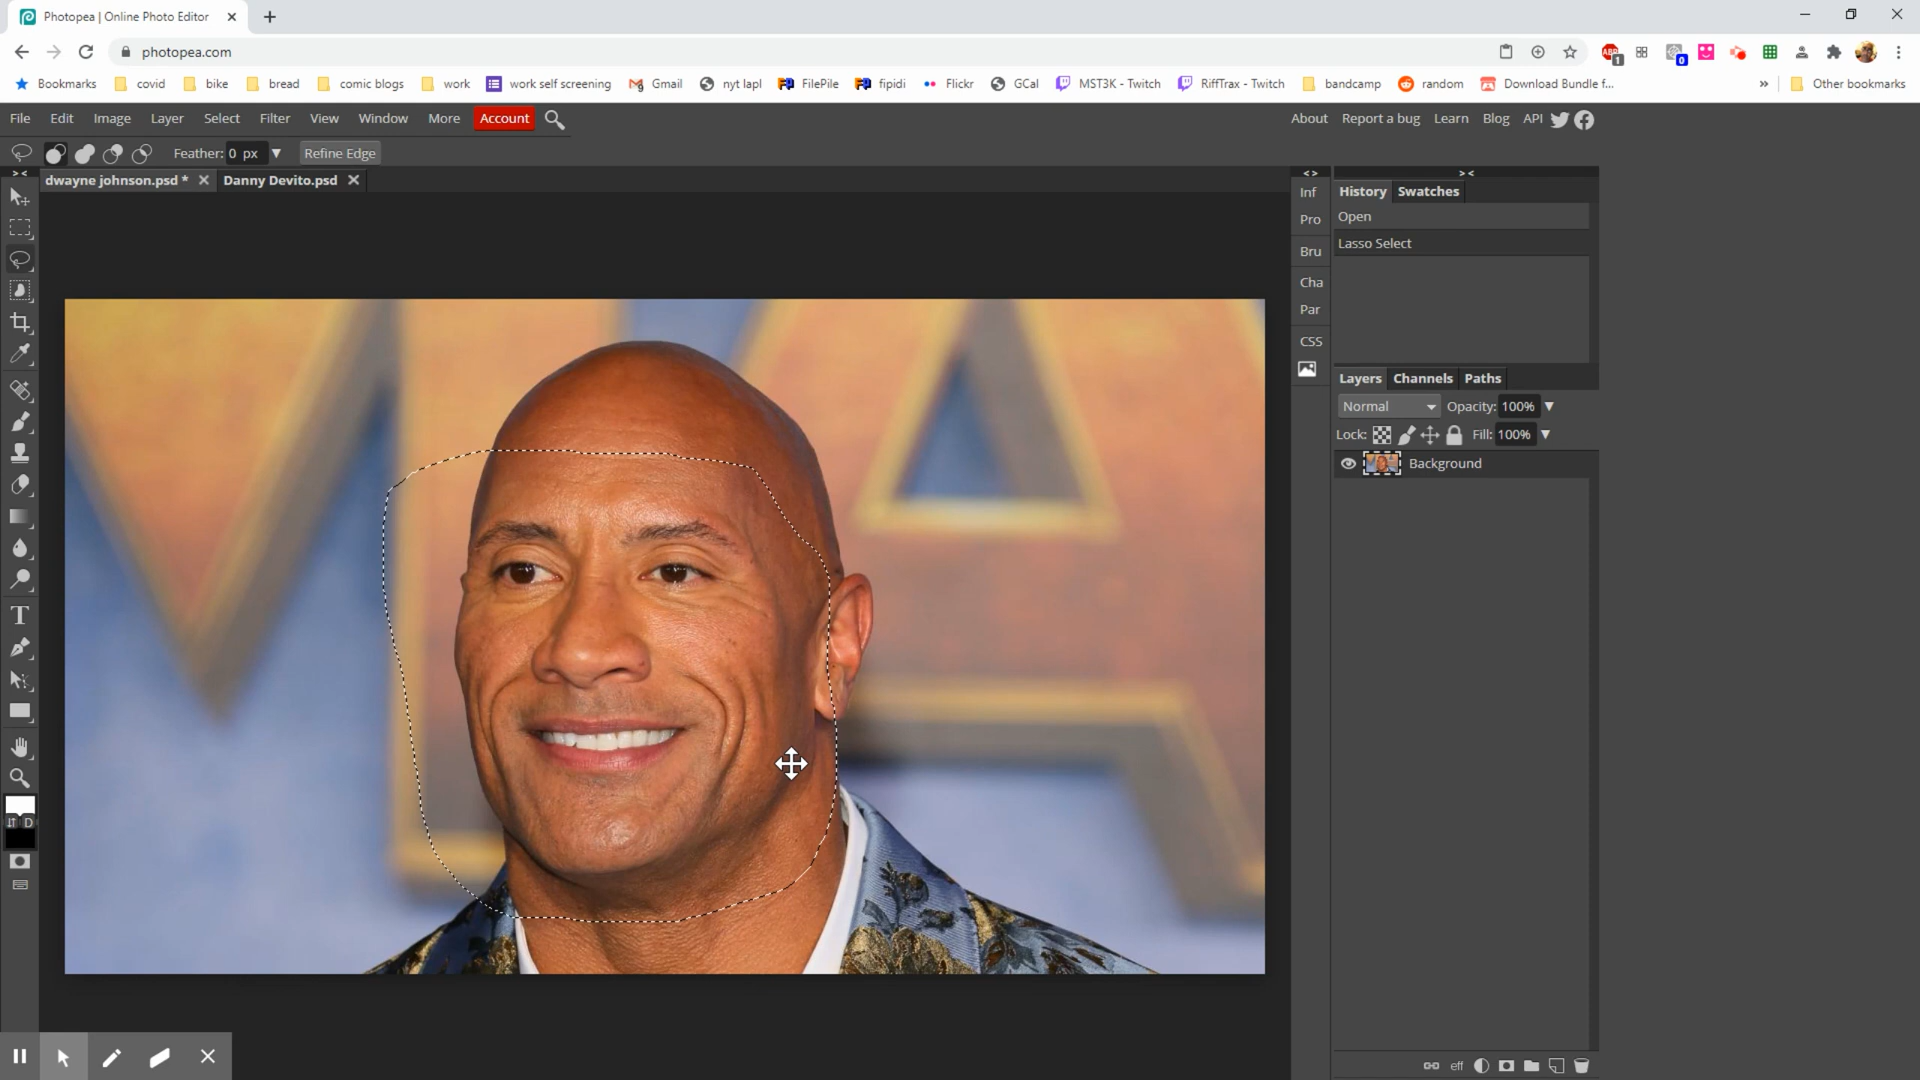 Photopea | Online Photo Editor
photopea.com
Bookmarks covid bike bread comic blogs work work self screening Gmail nyt lapl FilePile fipidi Flickr GCal MST3K - Twitch RiffTrax - Twitch bandcamp random Download Bundle f... » Other bookmarks
File Edit Image Layer Select Filter View Window More Account About Report a bug Learn Blog API
Feather: 0 px Refine Edge
dwayne johnson.psd * Danny Devito.psd
Inf
Pro
Bru
Cha
Par
CSS
History Swatches
Open
Lasso Select
Layers Channels Paths
Normal Opacity: 100%
Lock: Fill: 100%
Background
D
eff